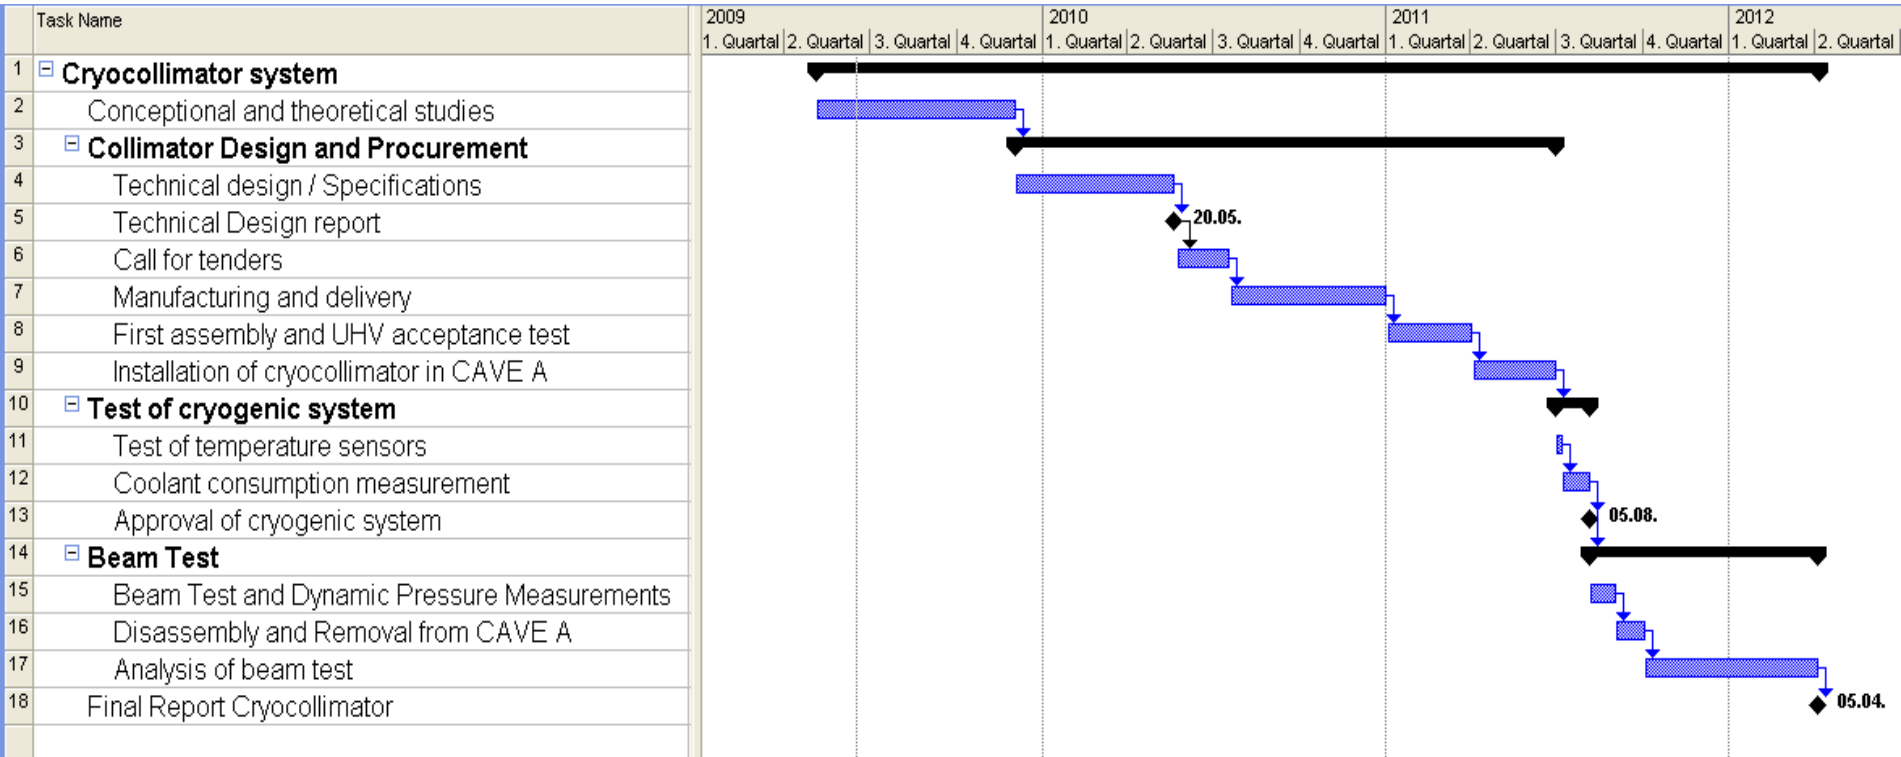 Task Name
2009 2010 2011 2012
1. Quartal 2. Quartal 3. Quartal 4. Quartal 1. Quartal 2. Quartal 3. Quartal 4. Quartal 1. Quartal 2. Quartal 3. Quartal 4. Quartal 1. Quartal 2. Quartal
1 Cryocollimator system
2 Conceptional and theoretical studies
3 Collimator Design and Procurement
4 Technical design / Specifications
5 Technical Design report 20.05.
6 Call for tenders
7 Manufacturing and delivery
8 First assembly and UHV acceptance test
9 Installation of cryocollimator in CAVE A
10 Test of cryogenic system
11 Test of temperature sensors
12 Coolant consumption measurement
13 Approval of cryogenic system 05.08.
14 Beam Test
15 Beam Test and Dynamic Pressure Measurements
16 Disassembly and Removal from CAVE A
17 Analysis of beam test
18 Final Report Cryocollimator 05.04.